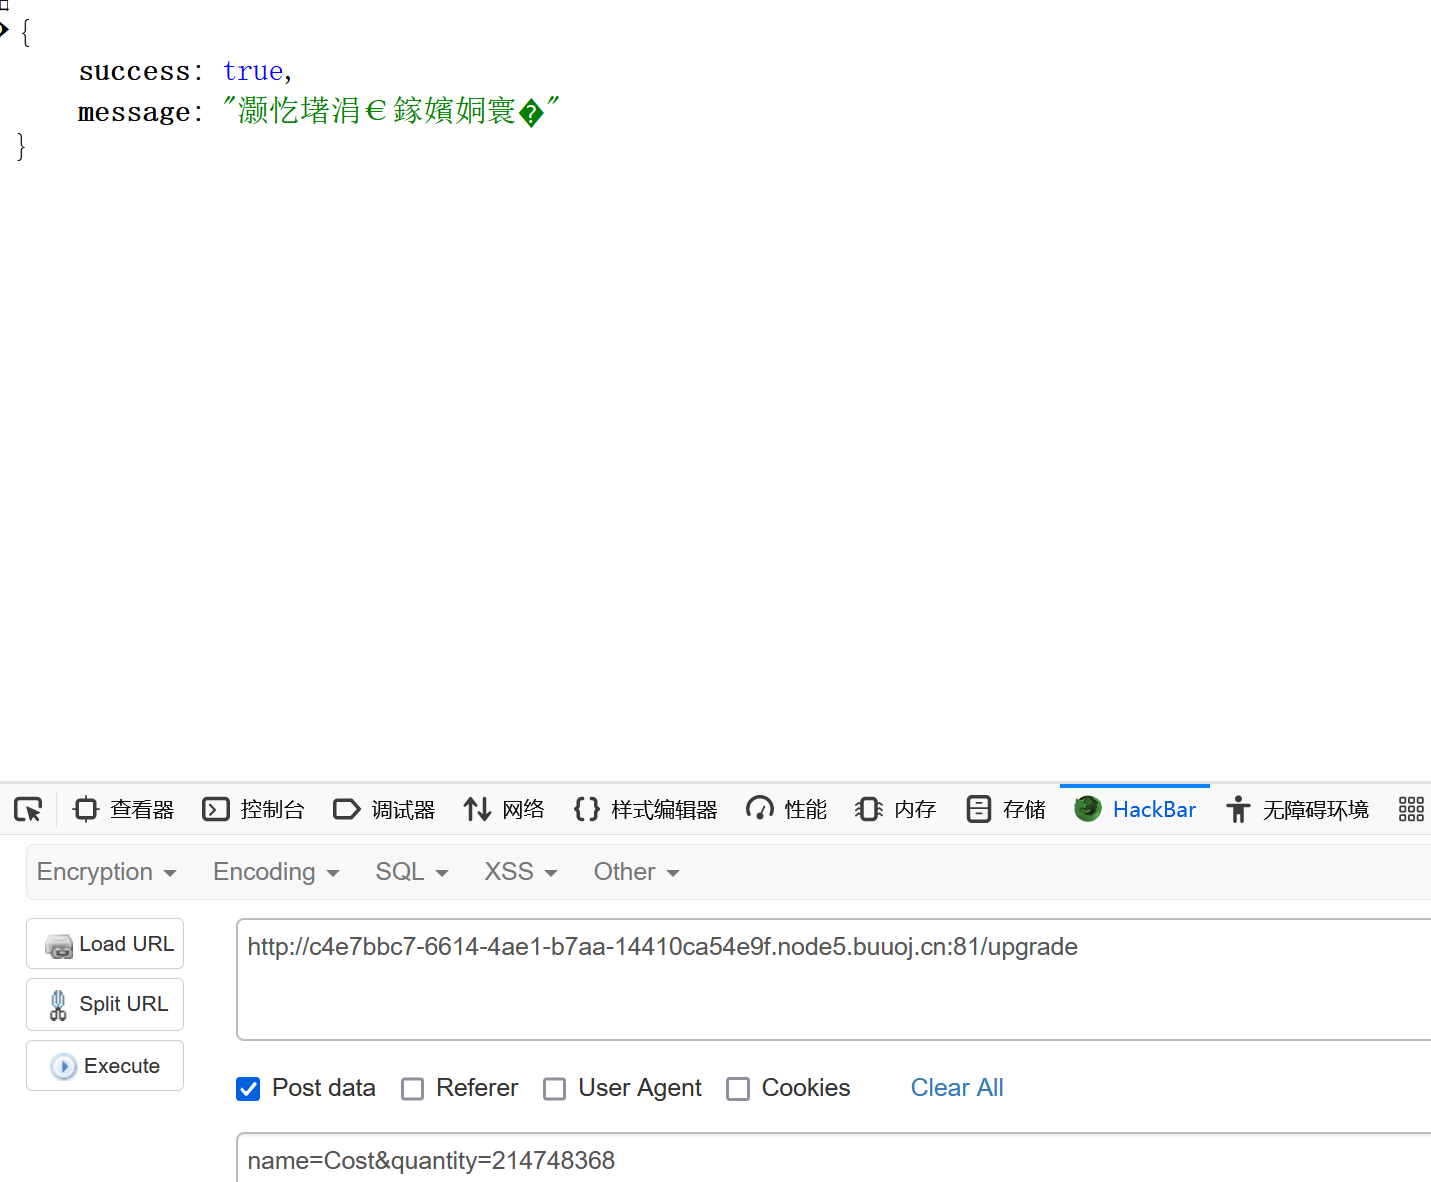 {
success: true,
message: "灏忔墸涓€鎵嬪姛寰�"
}
查看器 控制台 调试器 网络 样式编辑器 性能 内存 存储 HackBar 无障碍环境
Encryption Encoding SQL XSS Other
Load URL
http://c4e7bbc7-6614-4ae1-b7aa-14410ca54e9f.node5.buuoj.cn:81/upgrade
Split URL
Execute
Post data Referer User Agent Cookies Clear All
name=Cost&quantity=214748368